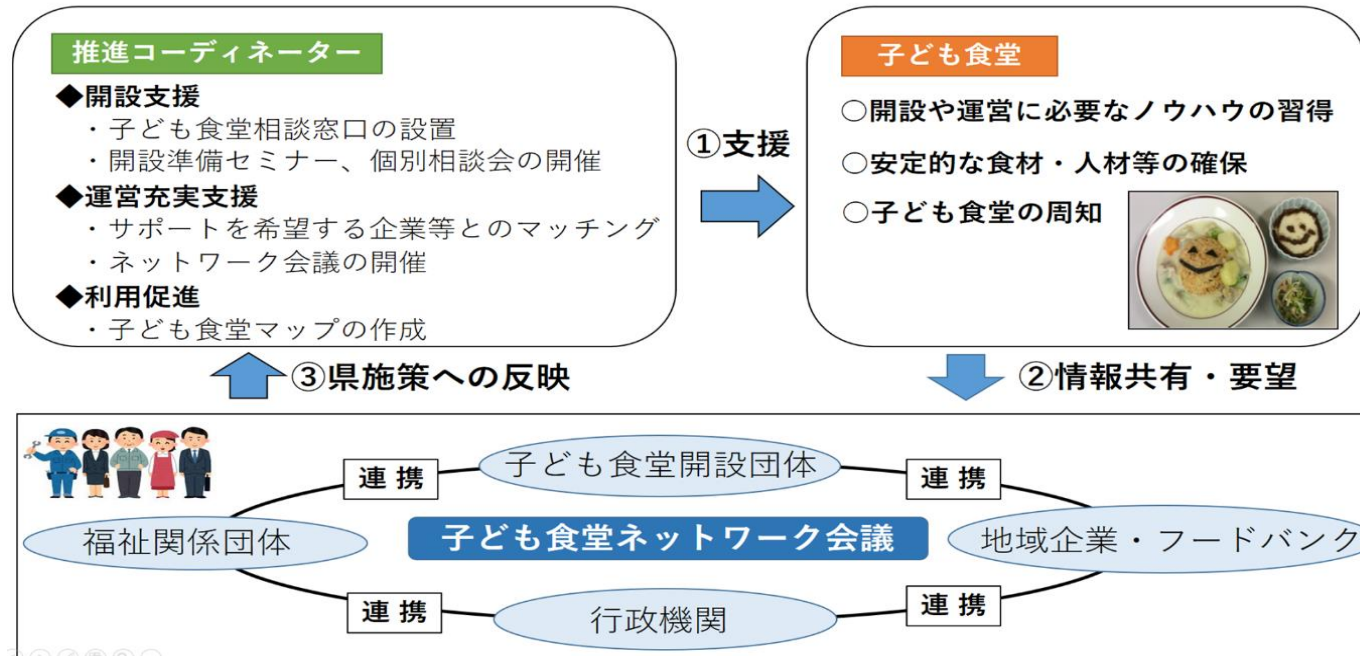 推進コーディネーター
◆開設支援
・子ども食堂相談窓口の設置
・開設準備セミナー、個別相談会の開催
◆運営充実支援
・サポートを希望する企業等とのマッチング
・ネットワーク会議の開催
◆利用促進
・子ども食堂マップの作成
①支援
子ども食堂
○開設や運営に必要なノウハウの習得
○安定的な食材・人材等の確保
○子ども食堂の周知
③県施策への反映
②情報共有・要望
子ども食堂開設団体
連携
連携
福祉関係団体
子ども食堂ネットワーク会議
地域企業・フードバンク
連携
連携
行政機関